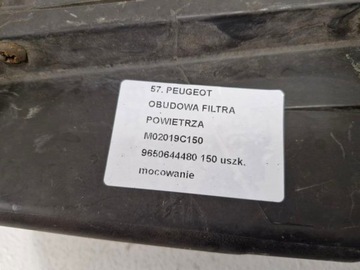 57. PEUGEOT
OBUDOWA FILTRA
POWIETRZA
M02019C150
9650644480 150 uszk.
mocowanie